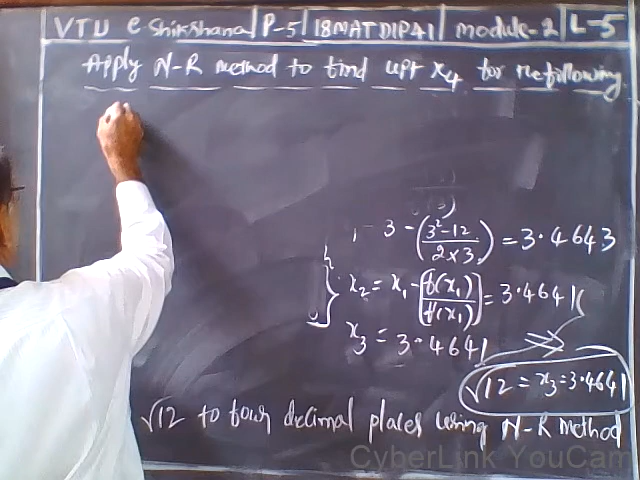 VTU e Shikshana | P-5 | 18MATDIP41 | module-2 | L-5
Apply N-R method to find upto x₄ for the following
3 - (3²-12 / 2×3) = 3.4643
x₂ = x₁ - [f(x₁) / f'(x₁)] = 3.4641
x₃ = 3.4641
√12 = x₃ = 3.4641
√12 to four decimal places using N-R method
CyberLink YouCam